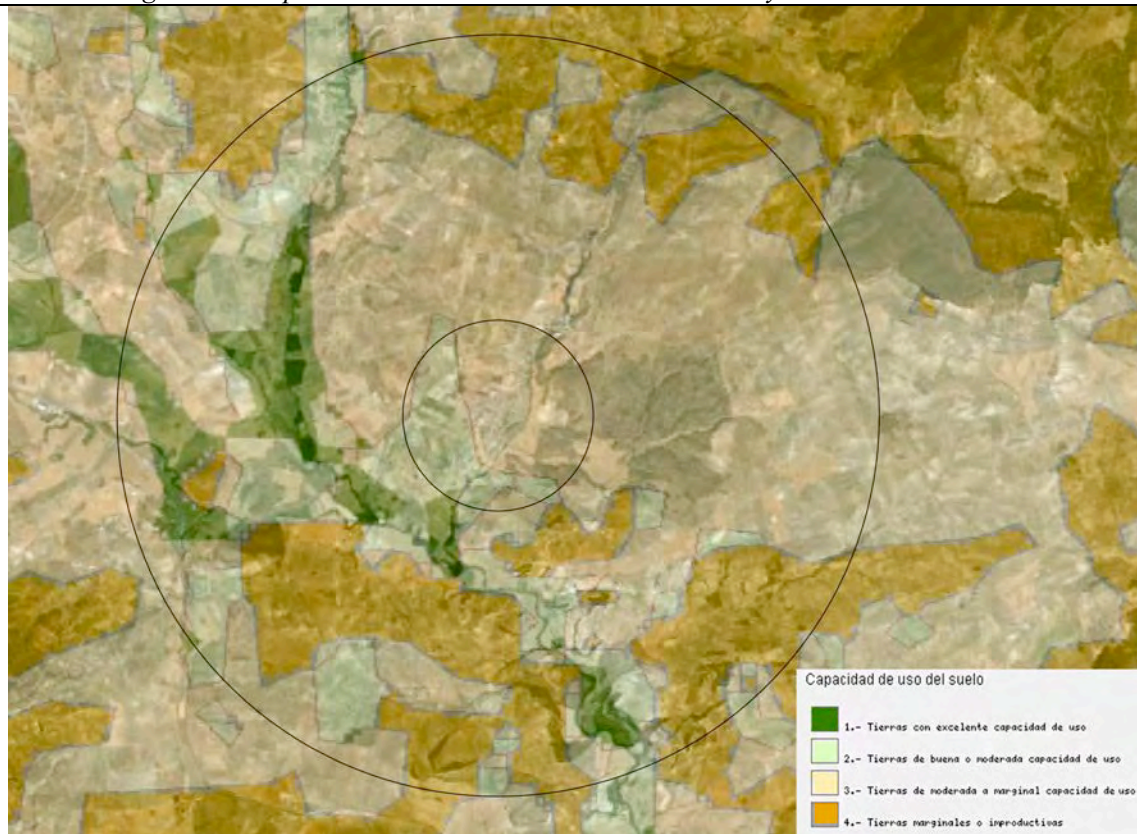 Capacidad de uso del suelo
1.- Tierras con excelente capacidad de uso
2.- Tierras de buena o moderada capacidad de uso
3.- Tierras de moderada a marginal capacidad de uso
4.- Tierras marginales o improductivas